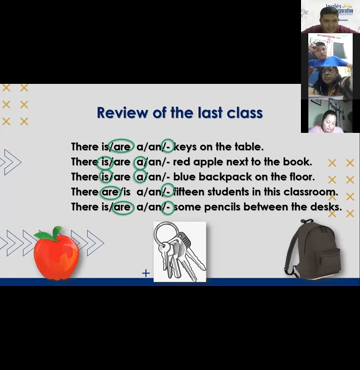 Review of the last class
There is/are a/an/- keys on the table.
There is/are a/an/- red apple next to the book.
There is/are a/an/- blue backpack on the floor.
There are/is a/an/- fifteen students in this classroom.
There is/are a/an/- some pencils between the desks.